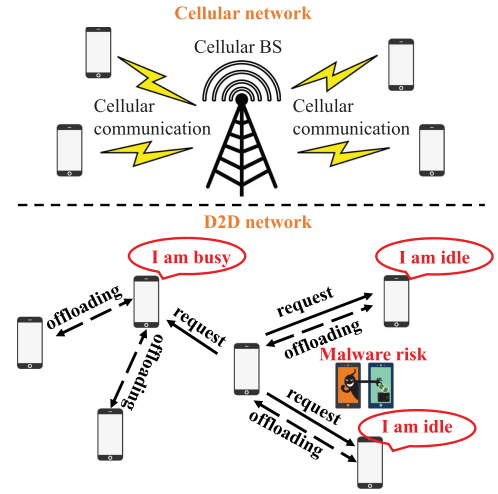 Cellular network
Cellular BS
Cellular
communication
Cellular
communication
D2D network
I am busy
I am idle
offloading
offloading
request
request
offloading
Malware risk
request
offloading
I am idle